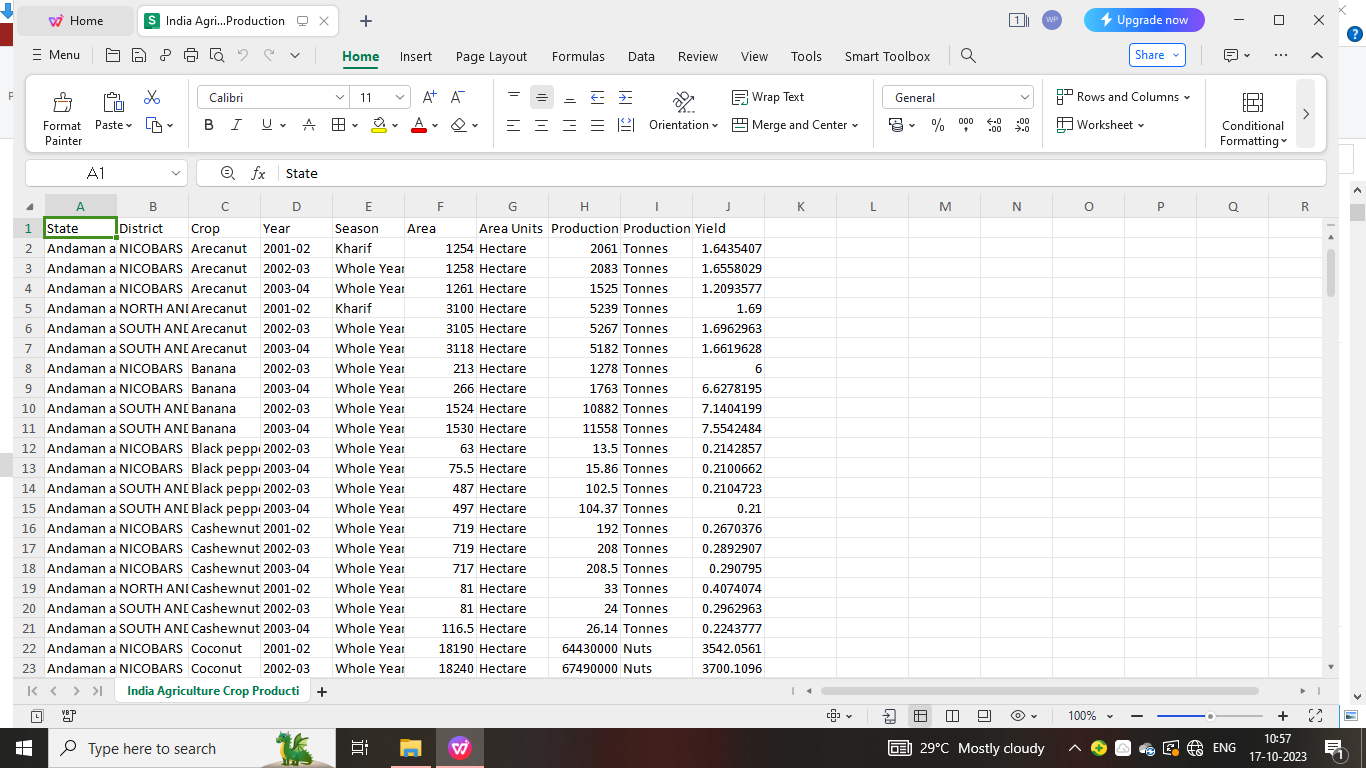 Home
India Agri...Production
1
WP
Upgrade now
Menu
Home Insert Page Layout Formulas Data Review View Tools Smart Toolbox
Share
Format Painter
Paste
Calibri
11
B I U A A
Orientation
Wrap Text
Merge and Center
General
Rows and Columns
Worksheet
Conditional Formatting
A1
fx
State
A B C D E F G H I J K L M N O P Q R
1 State District Crop Year Season Area Area Units Production Production Yield
2 Andaman a NICOBARS Arecanut 2001-02 Kharif 1254 Hectare 2061 Tonnes 1.6435407
3 Andaman a NICOBARS Arecanut 2002-03 Whole Year 1258 Hectare 2083 Tonnes 1.6558029
4 Andaman a NICOBARS Arecanut 2003-04 Whole Year 1261 Hectare 1525 Tonnes 1.2093577
5 Andaman a NORTH AND Arecanut 2001-02 Kharif 3100 Hectare 5239 Tonnes 1.69
6 Andaman a SOUTH AND Arecanut 2002-03 Whole Year 3105 Hectare 5267 Tonnes 1.6962963
7 Andaman a SOUTH AND Arecanut 2003-04 Whole Year 3118 Hectare 5182 Tonnes 1.6619628
8 Andaman a NICOBARS Banana 2002-03 Whole Year 213 Hectare 1278 Tonnes 6
9 Andaman a NICOBARS Banana 2003-04 Whole Year 266 Hectare 1763 Tonnes 6.6278195
10 Andaman a SOUTH AND Banana 2002-03 Whole Year 1524 Hectare 10882 Tonnes 7.1404199
11 Andaman a SOUTH AND Banana 2003-04 Whole Year 1530 Hectare 11558 Tonnes 7.5542484
12 Andaman a NICOBARS Black peppe 2002-03 Whole Year 63 Hectare 13.5 Tonnes 0.2142857
13 Andaman a NICOBARS Black peppe 2003-04 Whole Year 75.5 Hectare 15.86 Tonnes 0.2100662
14 Andaman a SOUTH AND Black peppe 2002-03 Whole Year 487 Hectare 102.5 Tonnes 0.2104723
15 Andaman a SOUTH AND Black peppe 2003-04 Whole Year 497 Hectare 104.37 Tonnes 0.21
16 Andaman a NICOBARS Cashewnut 2001-02 Whole Year 719 Hectare 192 Tonnes 0.2670376
17 Andaman a NICOBARS Cashewnut 2002-03 Whole Year 719 Hectare 208 Tonnes 0.2892907
18 Andaman a NICOBARS Cashewnut 2003-04 Whole Year 717 Hectare 208.5 Tonnes 0.290795
19 Andaman a NORTH AND Cashewnut 2001-02 Whole Year 81 Hectare 33 Tonnes 0.4074074
20 Andaman a SOUTH AND Cashewnut 2002-03 Whole Year 81 Hectare 24 Tonnes 0.2962963
21 Andaman a SOUTH AND Cashewnut 2003-04 Whole Year 116.5 Hectare 26.14 Tonnes 0.2243777
22 Andaman a NICOBARS Coconut 2001-02 Whole Year 18190 Hectare 64430000 Nuts 3542.0561
23 Andaman a NICOBARS Coconut 2002-03 Whole Year 18240 Hectare 67490000 Nuts 3700.1096
India Agriculture Crop Producti
100%
Type here to search
29°C Mostly cloudy
ENG
10:57
17-10-2023
1